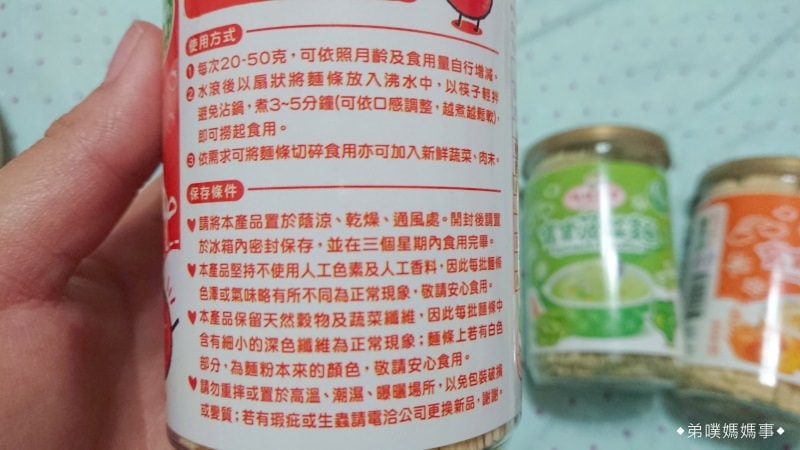 使用方式
❶ 每次20-50克，可依照月齡及食用量自行增減。
❷ 水滾後以扇狀將麵條放入沸水中，以筷子輕拌
避免沾鍋，煮3~5分鐘(可依口感調整，越煮越鬆軟)，
即可撈起食用。
❸ 依需求可將麵條切碎食用亦可加入新鮮蔬菜、肉末。
保存條件
♥請將本產品置於蔭涼、乾燥、通風處。開封後請置
於冰箱內密封保存，並在三個星期內食用完畢。
♥本產品堅持不使用人工色素及人工香料，因此每批麵條
色澤或氣味略有所不同為正常現象，敬請安心食用。
♥本產品保留天然穀物及蔬菜纖維，因此每批麵條中
含有細小的深色纖維為正常現象；麵條上若有白色
部分，為麵粉本來的顏色，敬請安心食用。
♥請勿重摔或置於高溫、潮濕、曝曬場所，以免包裝破損
或變質；若有瑕疵或生蟲請電洽公司更換新品，謝謝。
◆弟噗媽媽事◆